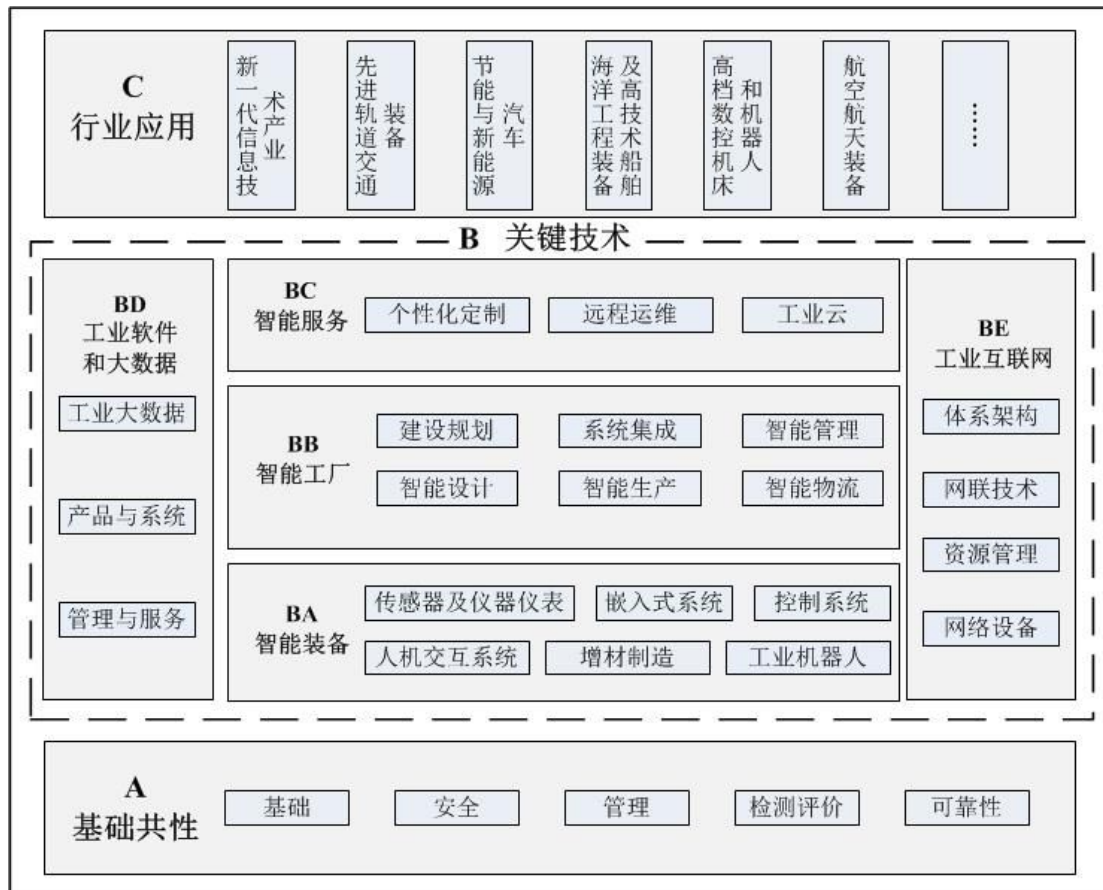 C
行业应用
新一代信息技
术产业
先进轨道交通
装备
节能与新能源
汽车
海洋工程装备
及高技术船舶
高档数控机床
和机器人
航空航天装备
……
B 关键技术
BD
工业软件
和大数据
工业大数据
产品与系统
管理与服务
BC
智能服务
个性化定制
远程运维
工业云
BB
智能工厂
建设规划
系统集成
智能管理
智能设计
智能生产
智能物流
BA
智能装备
传感器及仪器仪表
嵌入式系统
控制系统
人机交互系统
增材制造
工业机器人
BE
工业互联网
体系架构
网联技术
资源管理
网络设备
A
基础共性
基础
安全
管理
检测评价
可靠性